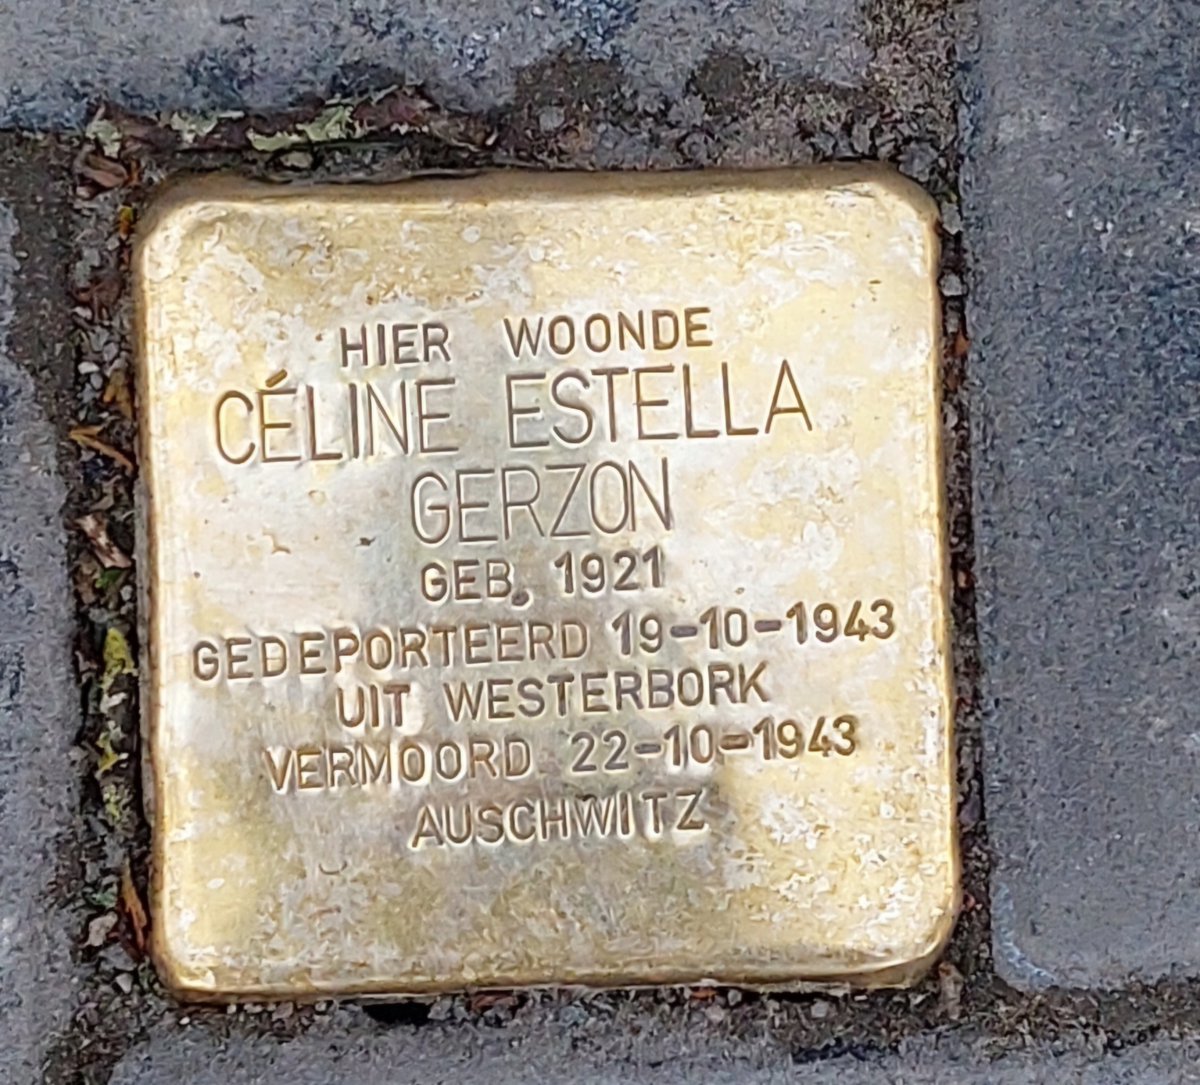 HIER WOONDE
CÉLINE ESTELLA
GERZON
GEB. 1921
GEDEPORTEERD 19-10-1943
UIT WESTERBORK
VERMOORD 22-10-1943
AUSCHWITZ